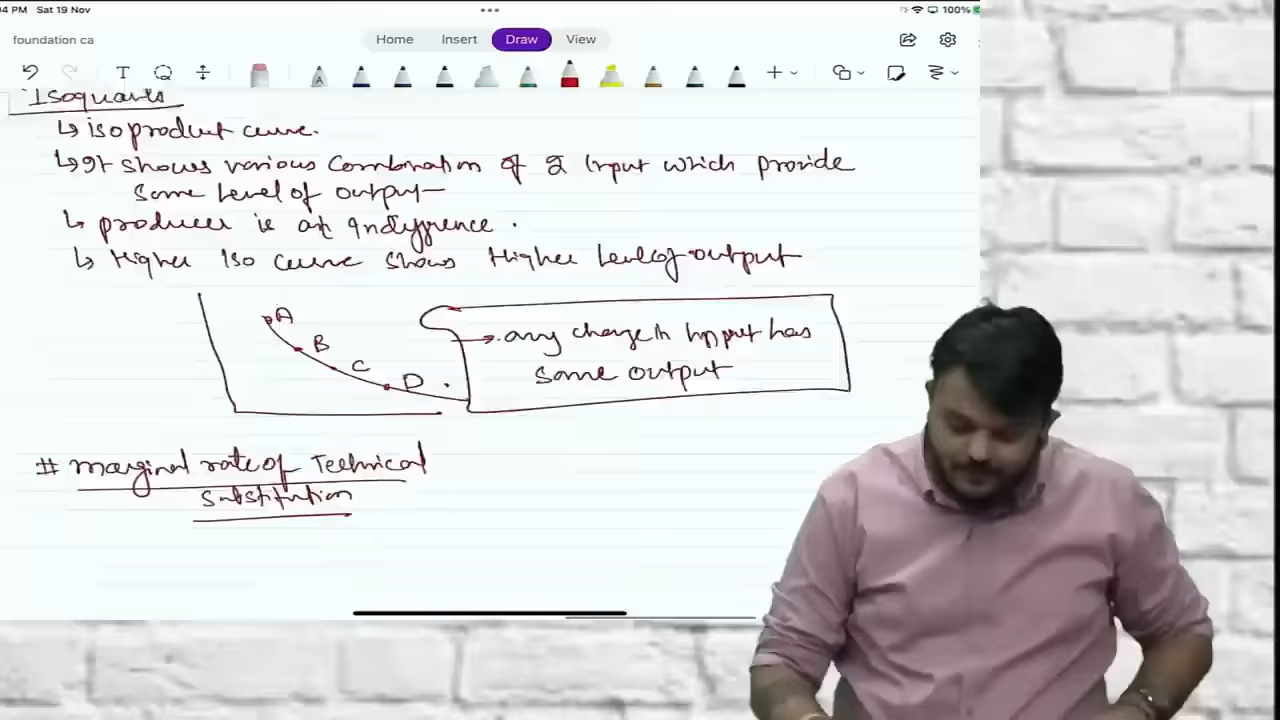 04 PM Sat 19 Nov
100%
foundation ca
Home Insert Draw View
Isoquants
↳ isoproduct curve.
↳ It shows various Combination of 2 Input which provide
Same Level of output
↳ producer is at Indifference.
↳ Higher Iso curve shows Higher Level of output
A
B
C
D
→ any change in Inpput has
same output
# marginal rate of Technical
Substitution